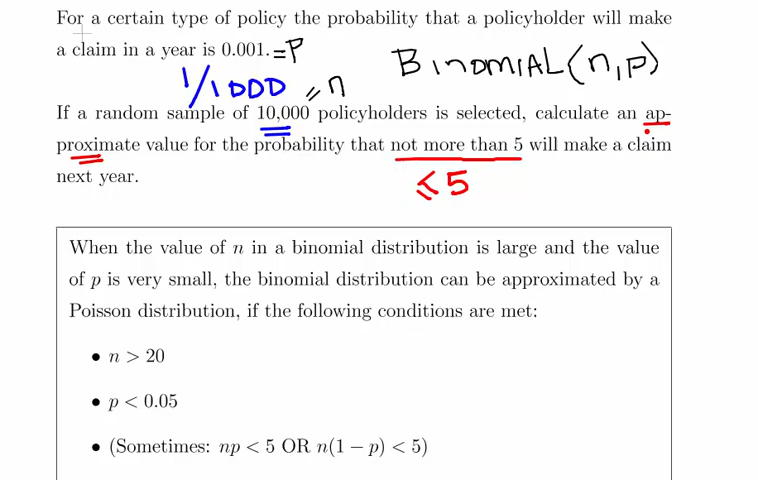 For a certain type of policy the probability that a policyholder will make
a claim in a year is 0.001. =P
BINOMIAL(n,p)
1/1000 =n
If a random sample of 10,000 policyholders is selected, calculate an ap-
proximate value for the probability that not more than 5 will make a claim
next year.
≤5
When the value of n in a binomial distribution is large and the value
of p is very small, the binomial distribution can be approximated by a
Poisson distribution, if the following conditions are met:
• n > 20
• p < 0.05
• (Sometimes: np < 5 OR n(1 − p) < 5)